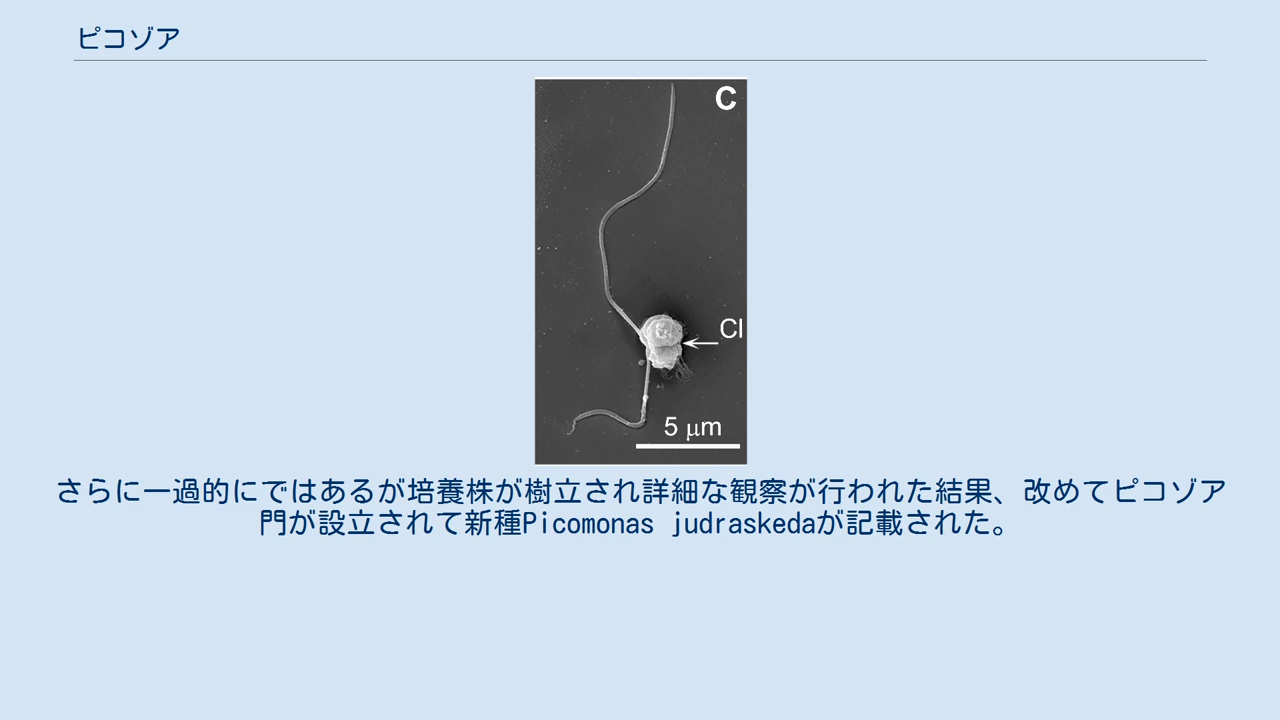 ピコゾア
C
Cl
5 μm
さらに一過的にではあるが培養株が樹立され詳細な観察が行われた結果、改めてピコゾア
門が設立されて新種Picomonas judraskedaが記載された。